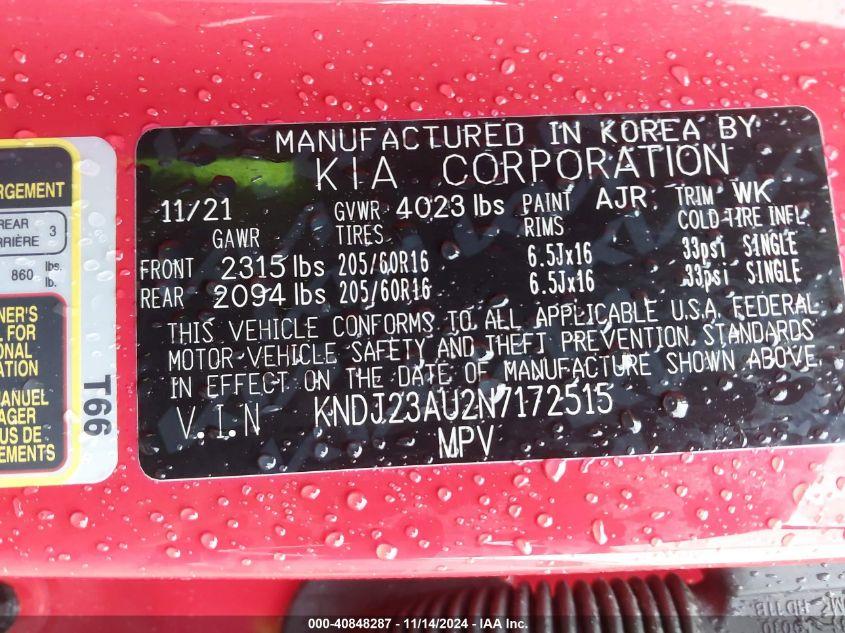 MANUFACTURED IN KOREA BY
KIA CORPORATION
11/21 GVWR 4023 lbs PAINT AJR TRIM WK
GAWR TIRES RIMS COLD TIRE INFL
FRONT 2315 lbs 205/60R16 6.5Jx16 33psi SINGLE
REAR 2094 lbs 205/60R16 6.5Jx16 33psi SINGLE
THIS VEHICLE CONFORMS TO ALL APPLICABLE U.S.A. FEDERAL
MOTOR-VEHICLE SAFETY AND THEFT PREVENTION STANDARDS
IN EFFECT ON THE DATE OF MANUFACTURE SHOWN ABOVE.
V.I.N KNDJ23AU2N7172515
MPV
RGEMENT
REAR 3
RRIÈRE
860 lbs.
lb.
NER'S
L FOR
ONAL
ATION
MANUEL
AGER
US DE
EMENTS
T66
000-40848287 - 11/14/2024 - IAA, Inc.